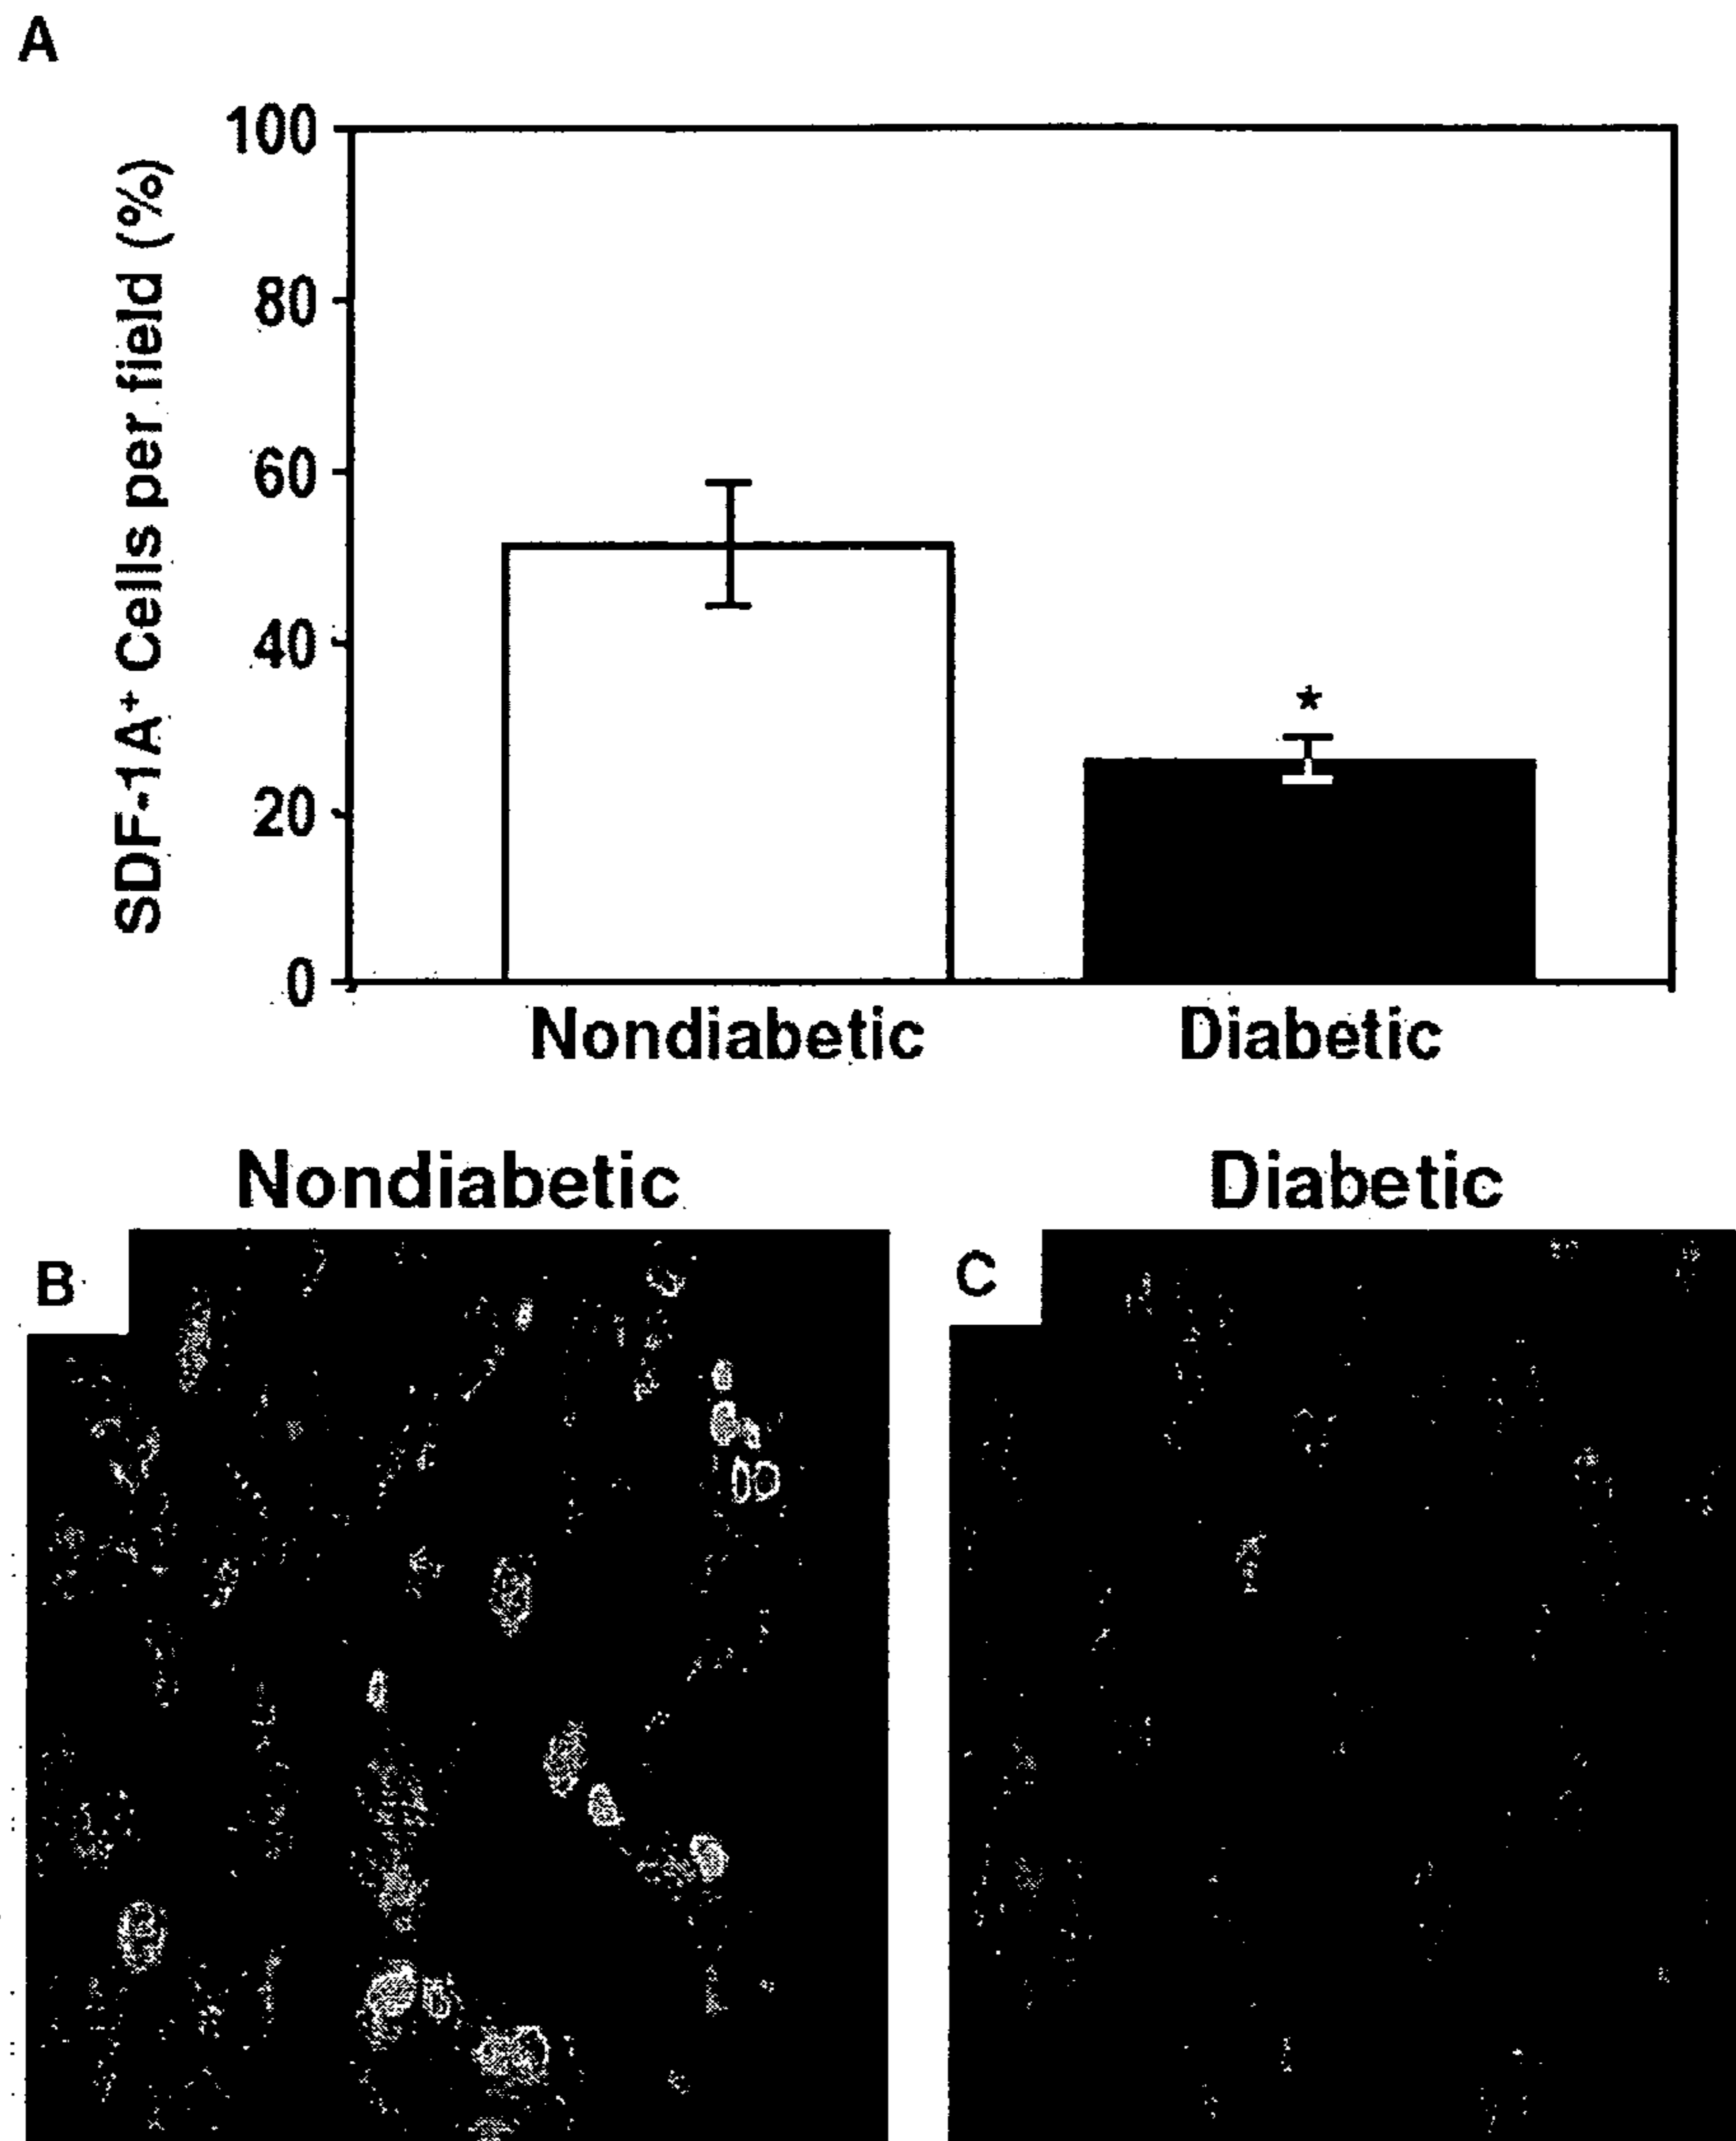 A
100
80
60
40
20
0
SDF-1A⁺ Cells per field (%)
*
Nondiabetic
Diabetic
Nondiabetic
Diabetic
B
C